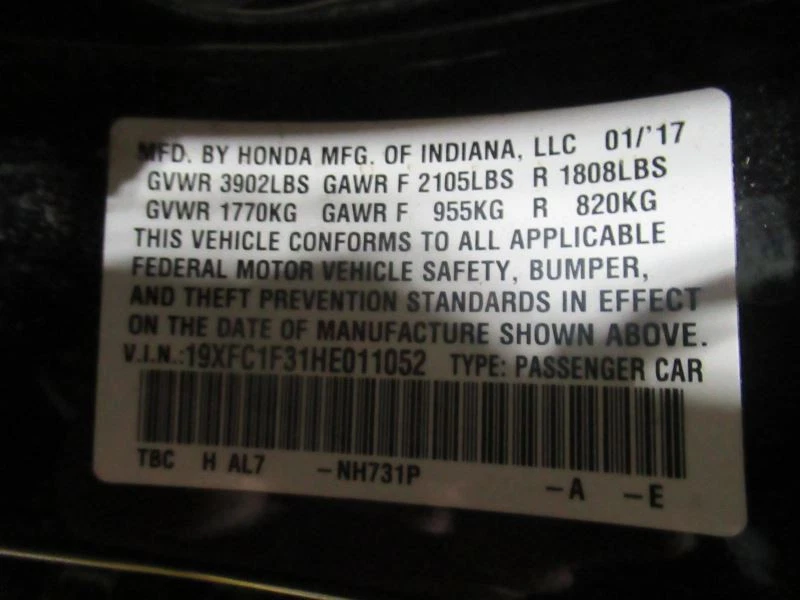 MFD. BY HONDA MFG. OF INDIANA, LLC 01/'17
GVWR 3902LBS GAWR F 2105LBS R 1808LBS
GVWR 1770KG GAWR F 955KG R 820KG
THIS VEHICLE CONFORMS TO ALL APPLICABLE
FEDERAL MOTOR VEHICLE SAFETY, BUMPER,
AND THEFT PREVENTION STANDARDS IN EFFECT
ON THE DATE OF MANUFACTURE SHOWN ABOVE.
V.I.N.:19XFC1F31HE011052 TYPE: PASSENGER CAR
TBC H AL7 -NH731P -A -E